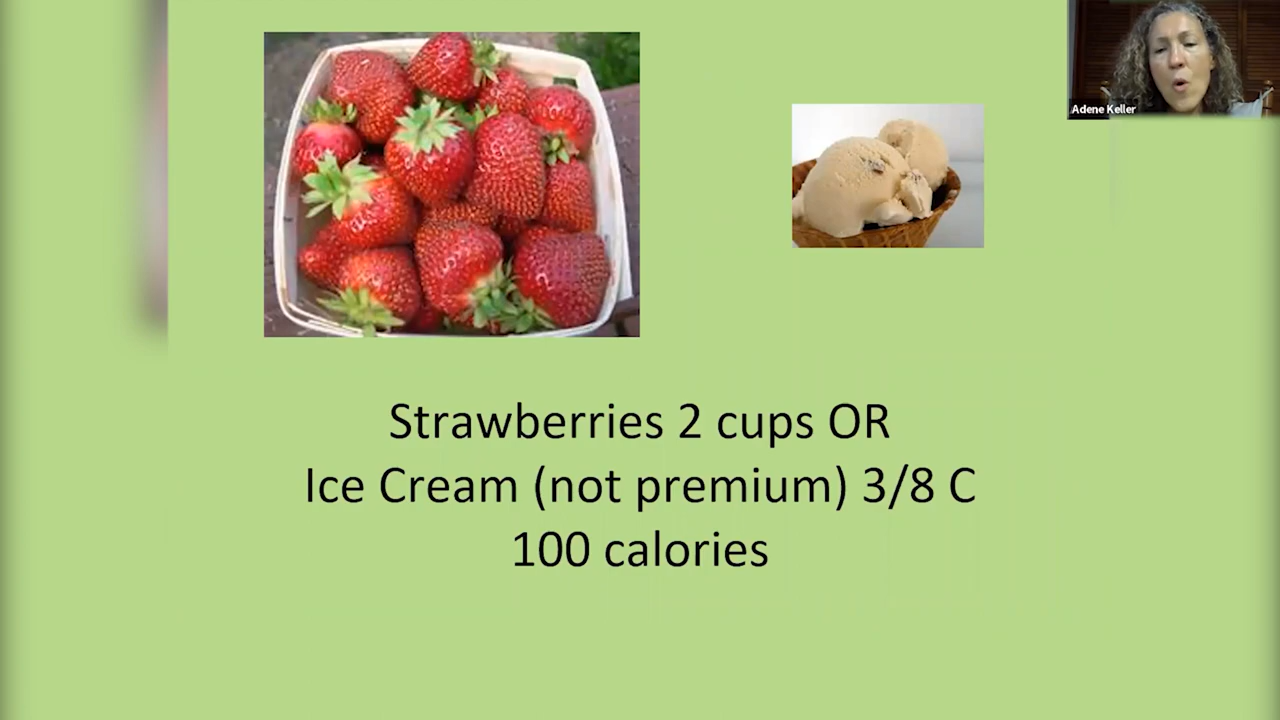 Adene Keller
Strawberries 2 cups OR
Ice Cream (not premium) 3/8 C
100 calories